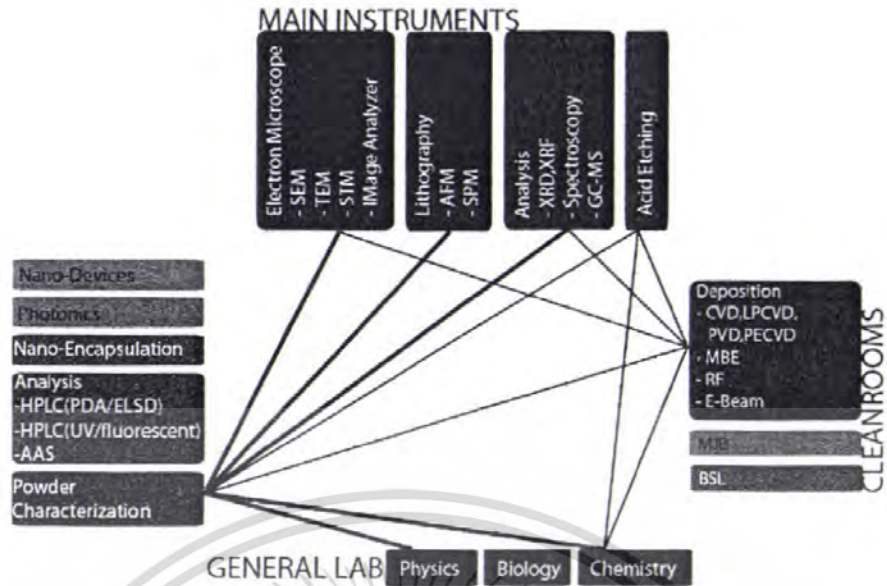 MAIN INSTRUMENTS
Electron Microscope
- SEM
- TEM
- STM
- IMage Analyzer
Lithography
- AFM
- SPM
Analysis
- XRD,XRF
- Spectroscopy
- GC-MS
Acid Etching
Nano-Devices
Photonics
Nano-Encapsulation
Analysis
-HPLC(PDA/ELSD)
-HPLC(UV/fluorescent)
-AAS
Powder
Characterization
Deposition
- CVD,LPCVD,
PVD,PECVD
- MBE
- RF
- E-Beam
BSL
CLEANROOMS
GENERAL LAB
Physics
Biology
Chemistry